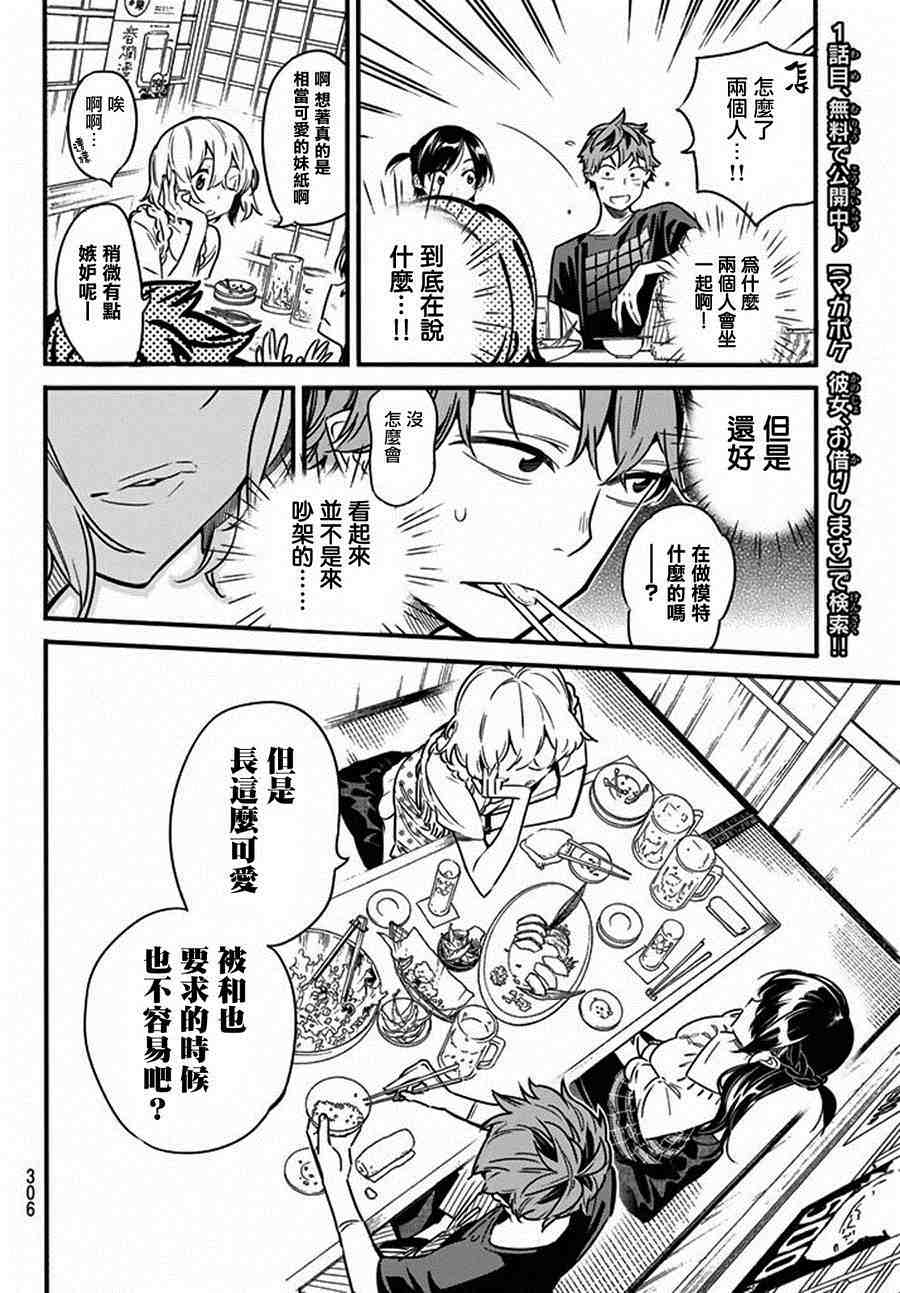 1話目、無料で公開中♪【マガポケ 彼女、お借りします】で検索!!
怎
怎麼了
兩個人…!!
為什麼
兩個人會坐
一起啊!
到底在說
什麼…!!
啊 想著真的是
相當可愛的妹紙啊
唉
啊啊…
稍微有點
嫉妒呢—
但是
還好
在做模特
什麼的嗎
—?
沒
怎麼會
看起來
並不是來
吵架的……
但是
長這麼可愛
被和也
要求的時候
也不容易吧?
306